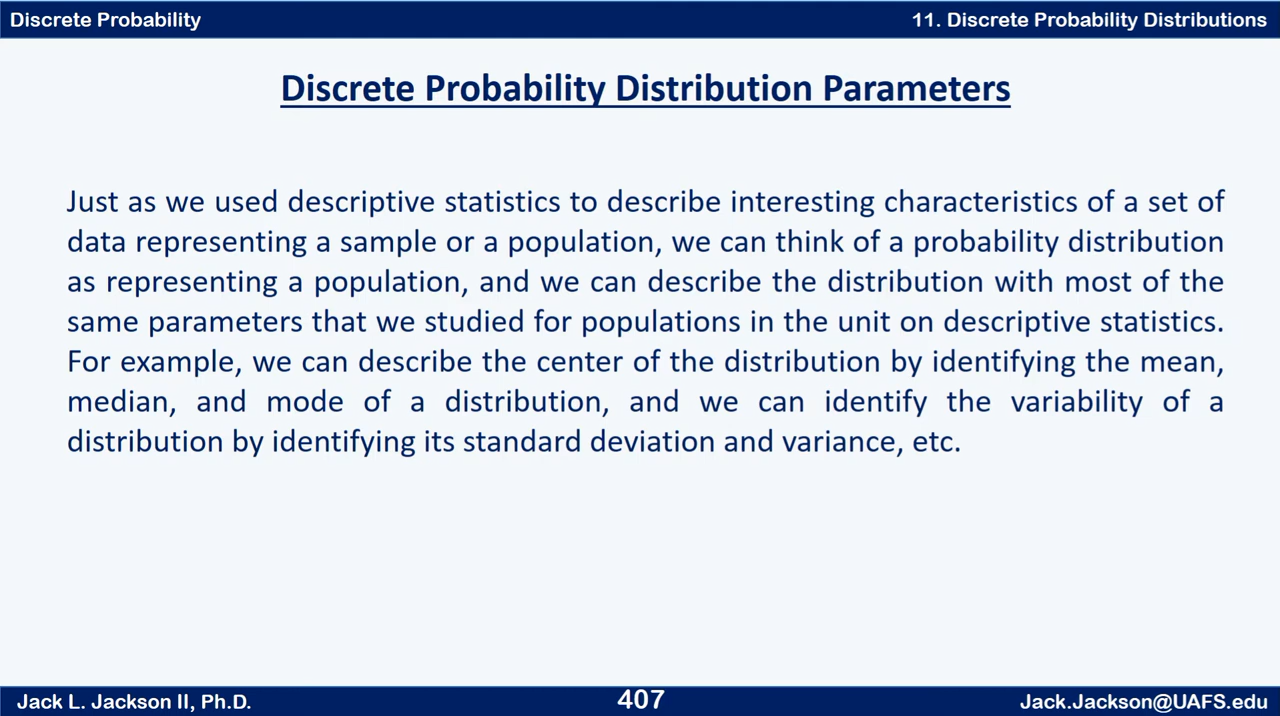 Discrete Probability
11. Discrete Probability Distributions
Discrete Probability Distribution Parameters
Just as we used descriptive statistics to describe interesting characteristics of a set of
data representing a sample or a population, we can think of a probability distribution
as representing a population, and we can describe the distribution with most of the
same parameters that we studied for populations in the unit on descriptive statistics.
For example, we can describe the center of the distribution by identifying the mean,
median, and mode of a distribution, and we can identify the variability of a
distribution by identifying its standard deviation and variance, etc.
Jack L. Jackson II, Ph.D.
407
Jack.Jackson@UAFS.edu